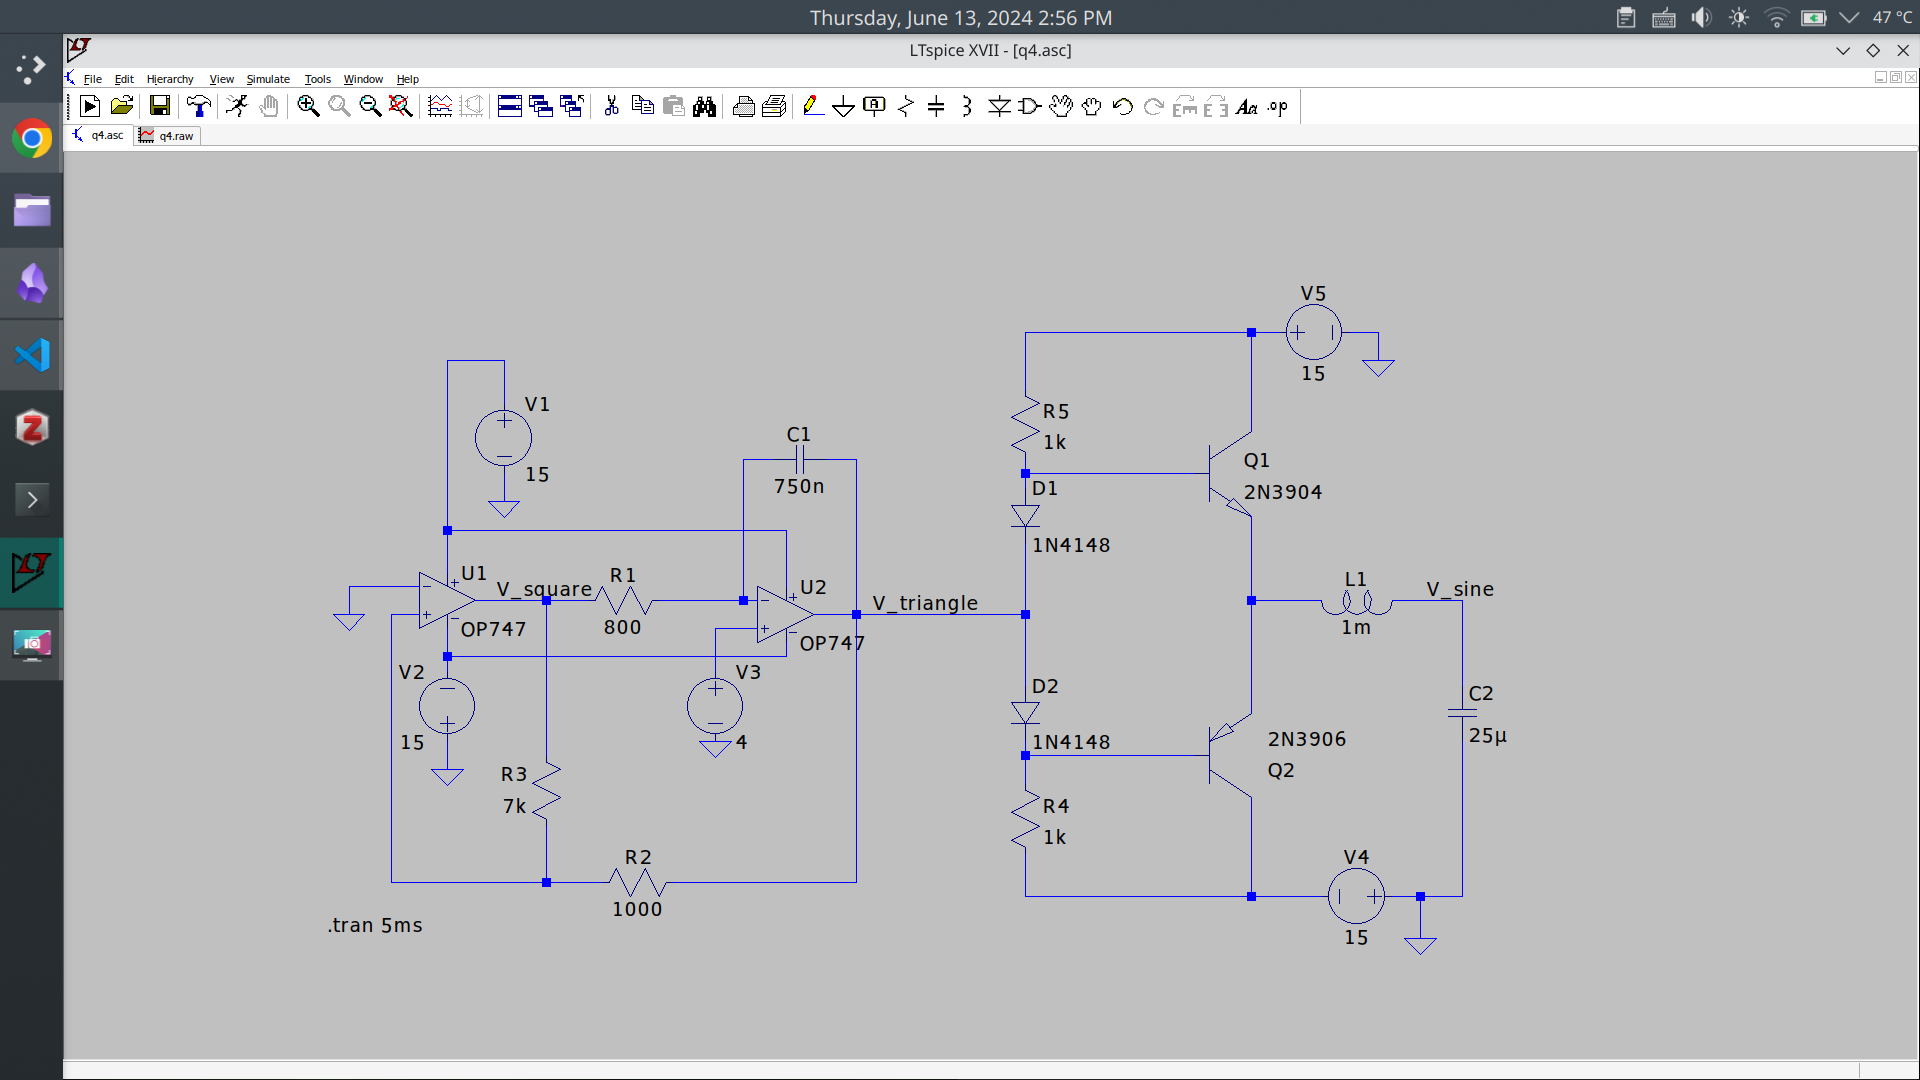 Thursday, June 13, 2024 2:56 PM
47 °C
LTspice XVII - [q4.asc]
File Edit Hierarchy View Simulate Tools Window Help
q4.asc q4.raw
V5
15
V1
15
C1
750n
R5
1k
Q1
2N3904
D1
1N4148
U1
V_square
R1
800
OP747
U2
V_triangle
OP747
L1
V_sine
1m
V2
15
V3
4
D2
1N4148
2N3906
Q2
C2
25µ
R3
7k
R4
1k
R2
1000
V4
15
.tran 5ms